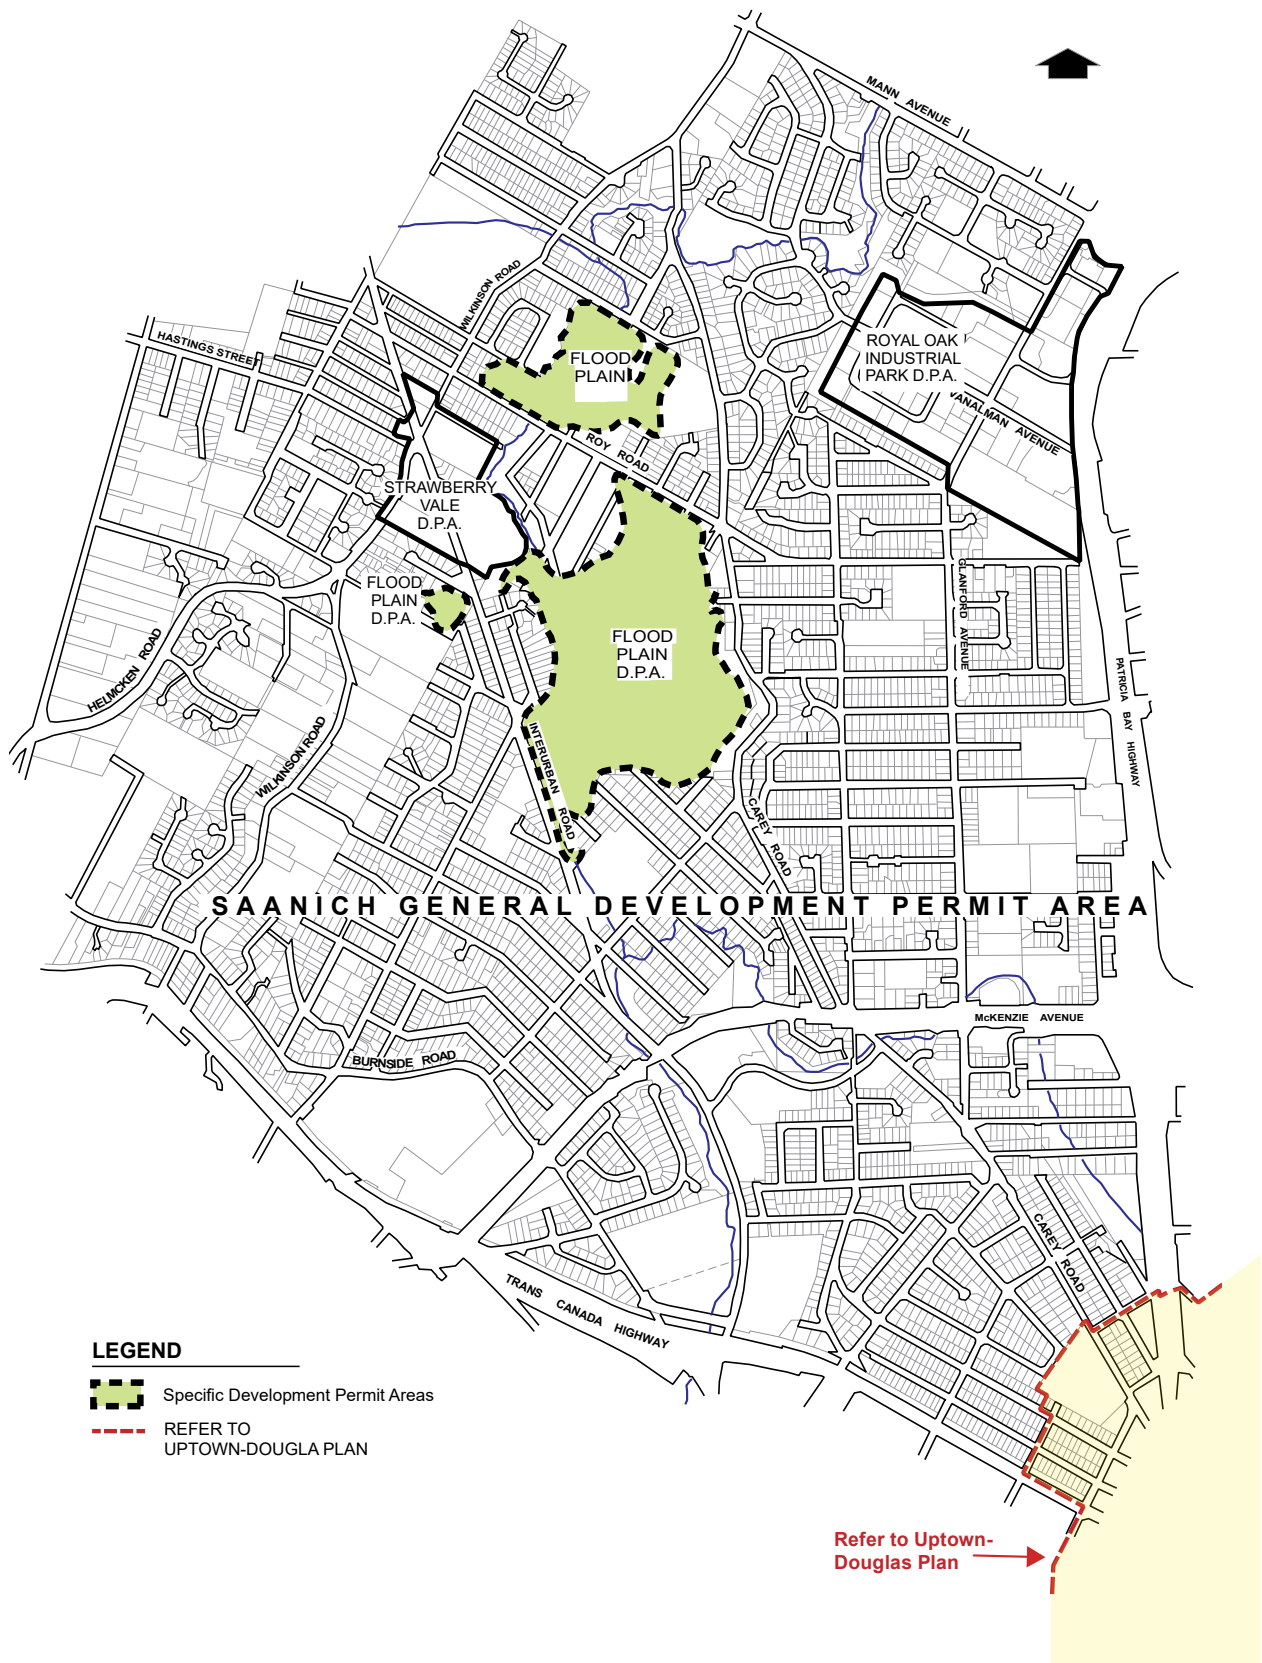 MANN AVENUE
WILKINSON ROAD
HASTINGS STREET
FLOOD
PLAIN
ROYAL OAK
INDUSTRIAL
PARK D.P.A.
VANALMAN AVENUE
ROY ROAD
STRAWBERRY
VALE
D.P.A.
FLOOD
PLAIN
D.P.A.
GLANFORD AVENUE
FLOOD
PLAIN
D.P.A.
HELMCKEN ROAD
PATRICIA BAY HIGHWAY
WILKINSON ROAD
INTERURBAN ROAD
CAREY ROAD
SAANICH GENERAL DEVELOPMENT PERMIT AREA
McKENZIE AVENUE
BURNSIDE ROAD
CAREY ROAD
TRANS CANADA HIGHWAY
LEGEND
Specific Development Permit Areas
REFER TO
UPTOWN-DOUGLA PLAN
Refer to Uptown-
Douglas Plan